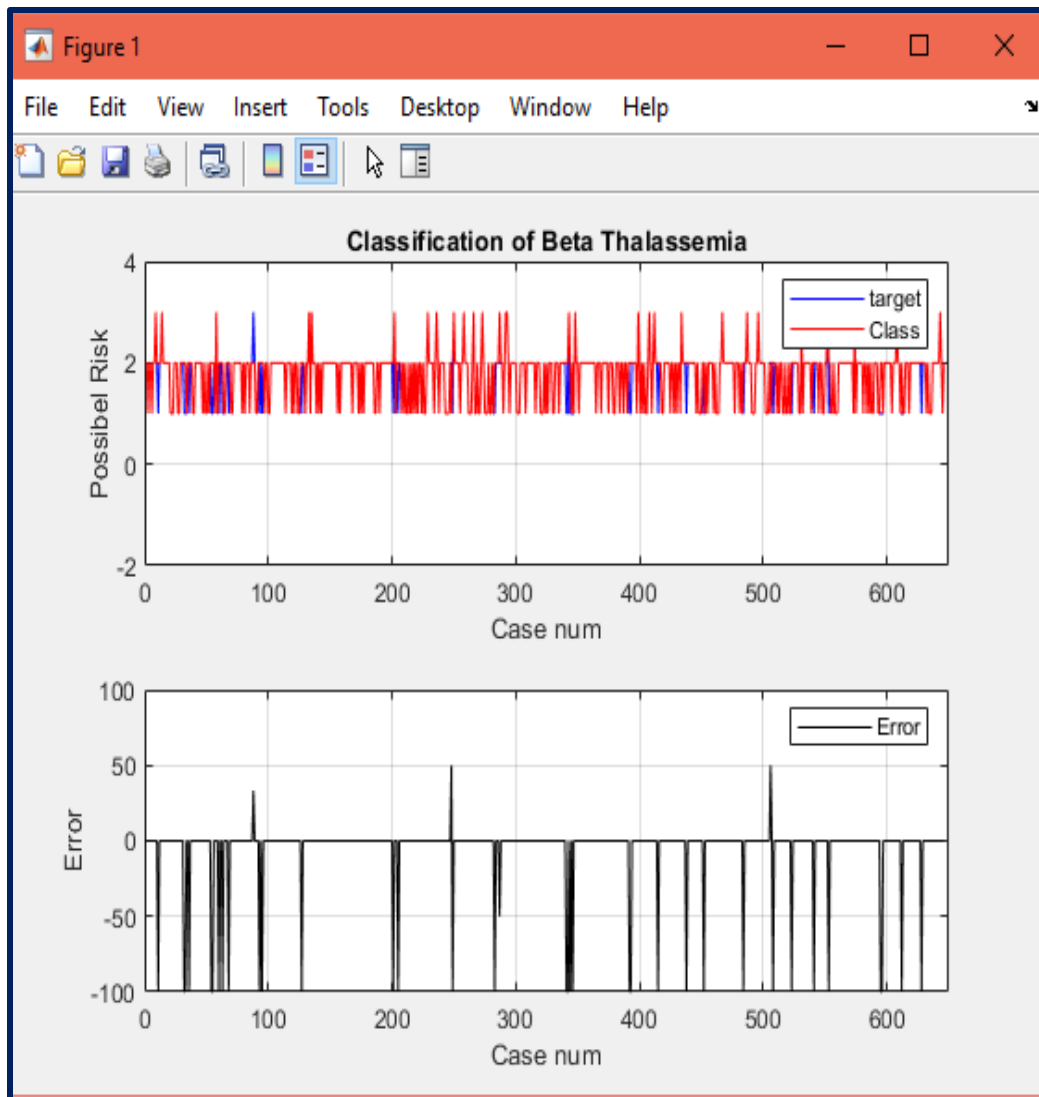 Figure 1
File Edit View Insert Tools Desktop Window Help
Classification of Beta Thalassemia
4
2
0
-2
Possibel Risk
target
Class
0 100 200 300 400 500 600
Case num
100
50
0
-50
-100
Error
Error
0 100 200 300 400 500 600
Case num